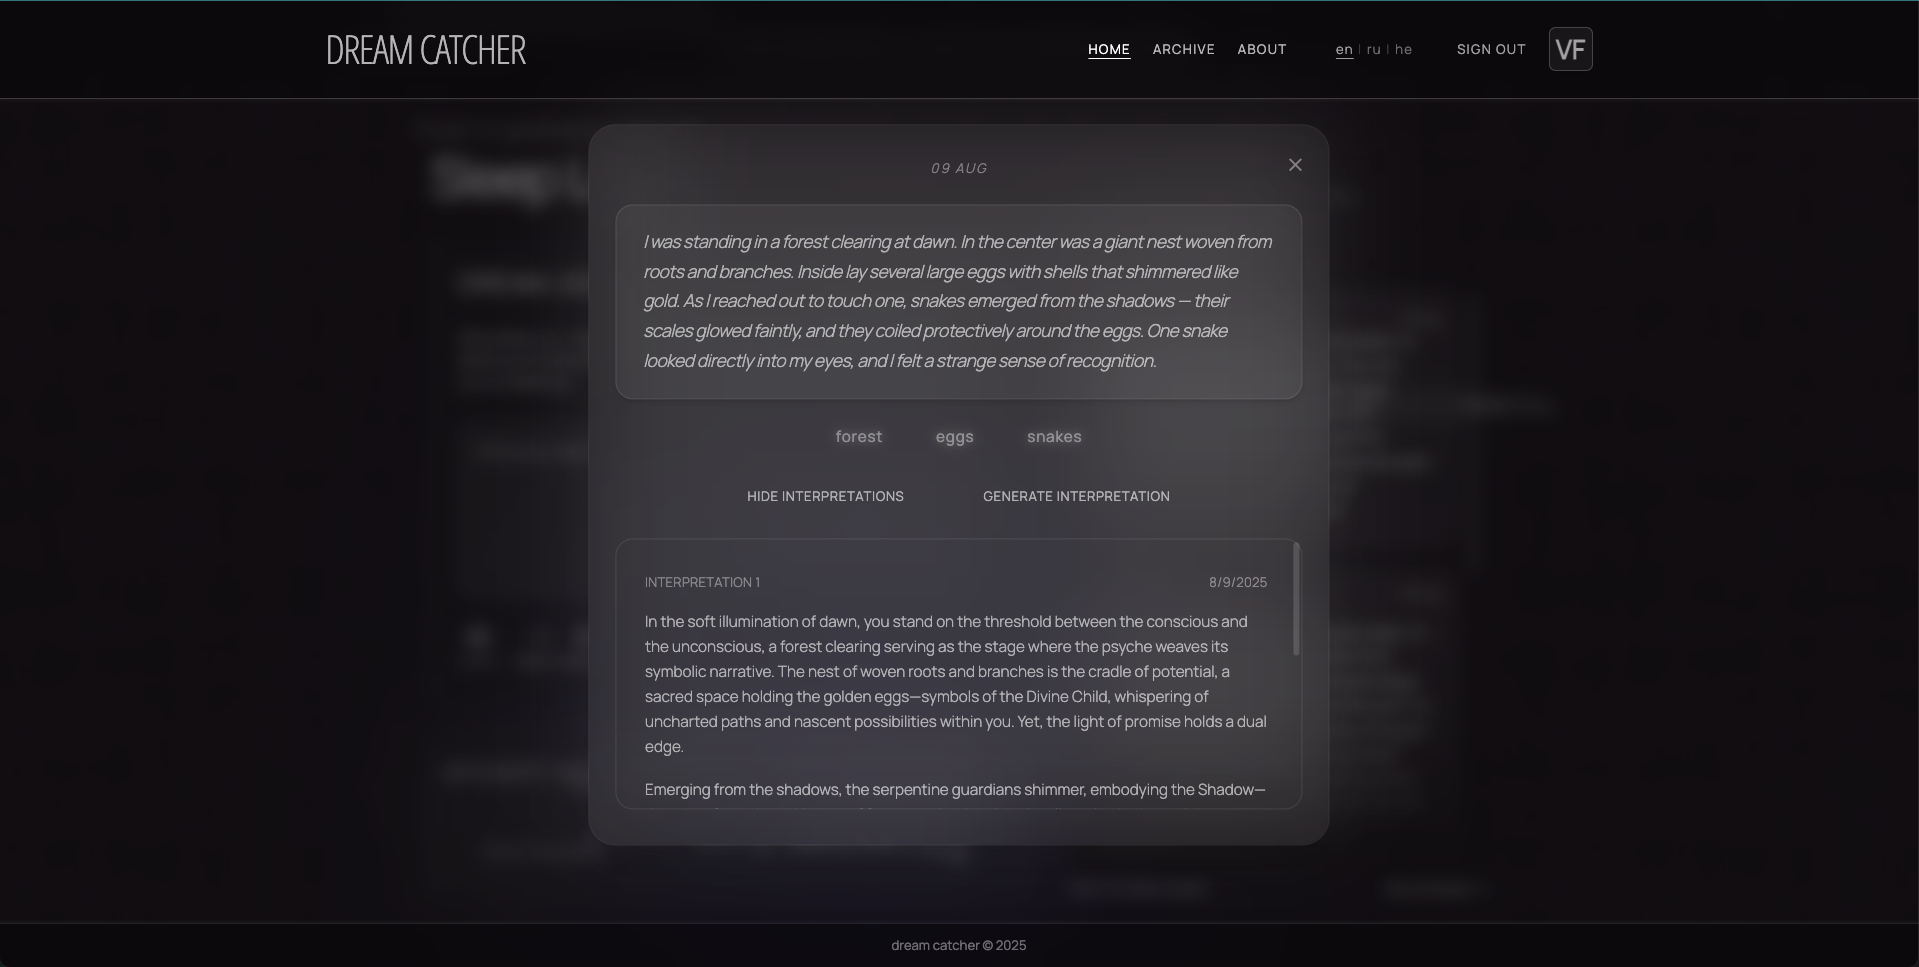 DREAM CATCHER
HOME ARCHIVE ABOUT en | ru | he SIGN OUT VF
09 AUG
I was standing in a forest clearing at dawn. In the center was a giant nest woven from
roots and branches. Inside lay several large eggs with shells that shimmered like
gold. As I reached out to touch one, snakes emerged from the shadows — their
scales glowed faintly, and they coiled protectively around the eggs. One snake
looked directly into my eyes, and I felt a strange sense of recognition.
forest eggs snakes
HIDE INTERPRETATIONS GENERATE INTERPRETATION
INTERPRETATION 1 8/9/2025
In the soft illumination of dawn, you stand on the threshold between the conscious and
the unconscious, a forest clearing serving as the stage where the psyche weaves its
symbolic narrative. The nest of woven roots and branches is the cradle of potential, a
sacred space holding the golden eggs—symbols of the Divine Child, whispering of
uncharted paths and nascent possibilities within you. Yet, the light of promise holds a dual
edge.
Emerging from the shadows, the serpentine guardians shimmer, embodying the Shadow—
dream catcher © 2025